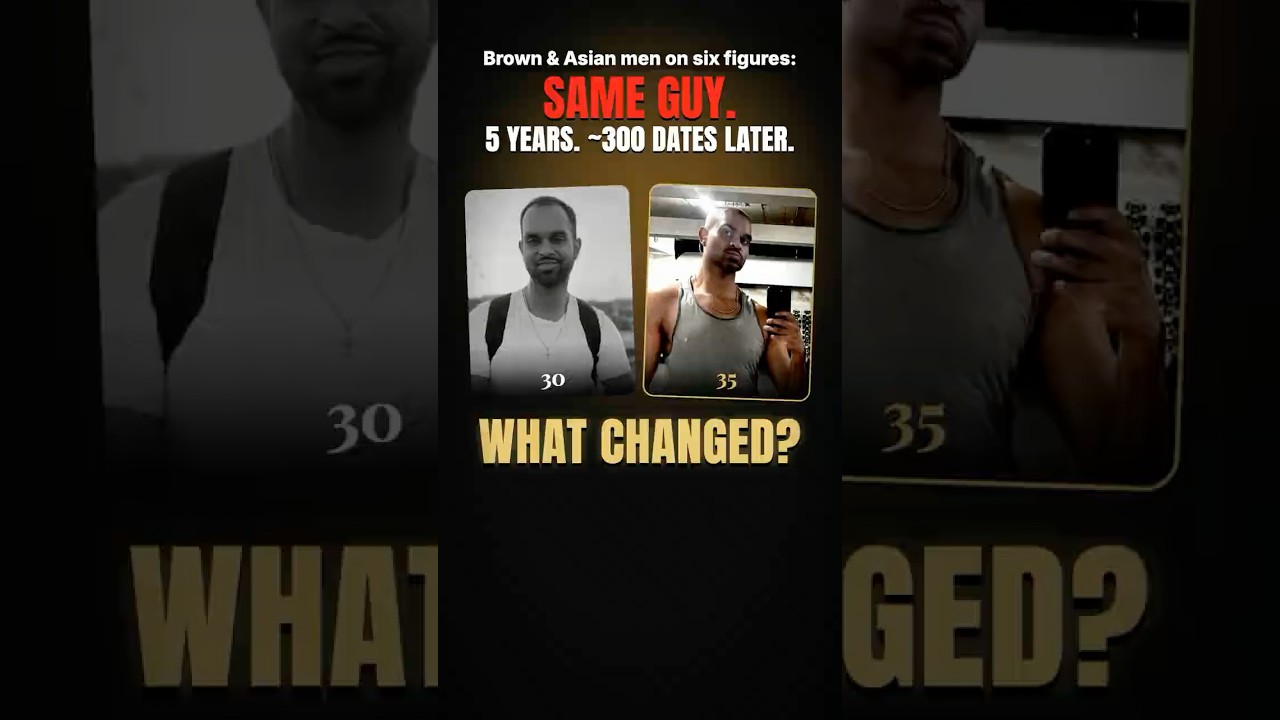 Brown & Asian men on six figures:
SAME GUY.
5 YEARS. ~300 DATES LATER.
30
35
WHAT CHANGED?
30
35
WHAT
GED?